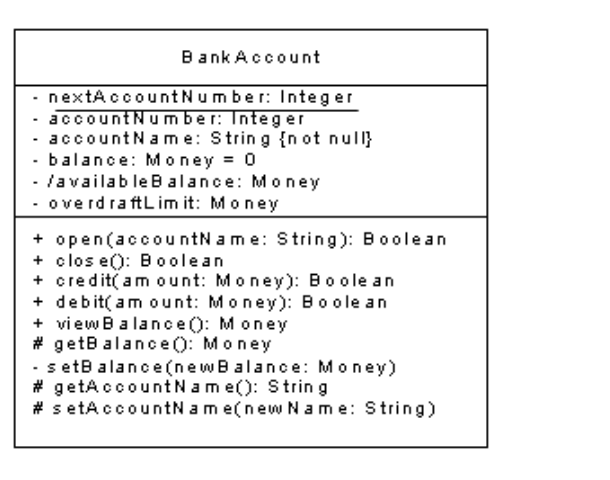 BankAccount
- nextAccountNumber: Integer
- accountNumber: Integer
- accountName: String {not null}
- balance: Money = 0
- /availableBalance: Money
- overdraftLimit: Money
+ open(accountName: String): Boolean
+ close(): Boolean
+ credit(amount: Money): Boolean
+ debit(amount: Money): Boolean
+ viewBalance(): Money
# getBalance(): Money
- setBalance(newBalance: Money)
# getAccountName(): String
# setAccountName(newName: String)